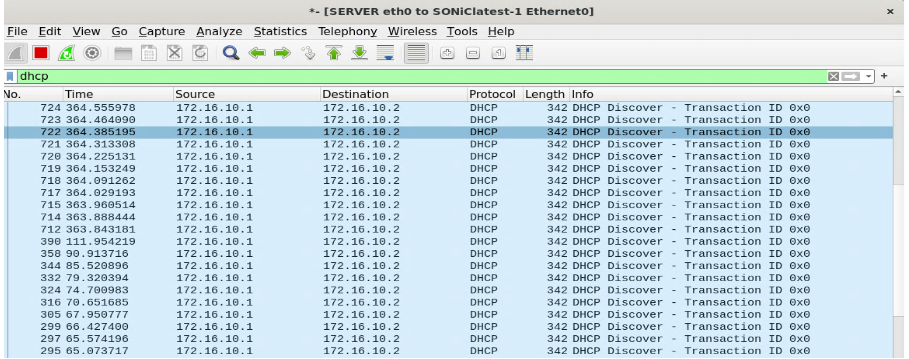 *- [SERVER eth0 to SONiClatest-1 Ethernet0]
File Edit View Go Capture Analyze Statistics Telephony Wireless Tools Help
dhcp
No. Time Source Destination Protocol Length Info
724 364.555978 172.16.10.1 172.16.10.2 DHCP 342 DHCP Discover - Transaction ID 0x0
723 364.464090 172.16.10.1 172.16.10.2 DHCP 342 DHCP Discover - Transaction ID 0x0
722 364.385195 172.16.10.1 172.16.10.2 DHCP 342 DHCP Discover - Transaction ID 0x0
721 364.313308 172.16.10.1 172.16.10.2 DHCP 342 DHCP Discover - Transaction ID 0x0
720 364.225131 172.16.10.1 172.16.10.2 DHCP 342 DHCP Discover - Transaction ID 0x0
719 364.153249 172.16.10.1 172.16.10.2 DHCP 342 DHCP Discover - Transaction ID 0x0
718 364.091262 172.16.10.1 172.16.10.2 DHCP 342 DHCP Discover - Transaction ID 0x0
717 364.029193 172.16.10.1 172.16.10.2 DHCP 342 DHCP Discover - Transaction ID 0x0
715 363.960514 172.16.10.1 172.16.10.2 DHCP 342 DHCP Discover - Transaction ID 0x0
714 363.888444 172.16.10.1 172.16.10.2 DHCP 342 DHCP Discover - Transaction ID 0x0
712 363.843181 172.16.10.1 172.16.10.2 DHCP 342 DHCP Discover - Transaction ID 0x0
390 111.954219 172.16.10.1 172.16.10.2 DHCP 342 DHCP Discover - Transaction ID 0x0
358 90.913716 172.16.10.1 172.16.10.2 DHCP 342 DHCP Discover - Transaction ID 0x0
344 85.520896 172.16.10.1 172.16.10.2 DHCP 342 DHCP Discover - Transaction ID 0x0
332 79.320394 172.16.10.1 172.16.10.2 DHCP 342 DHCP Discover - Transaction ID 0x0
324 74.700983 172.16.10.1 172.16.10.2 DHCP 342 DHCP Discover - Transaction ID 0x0
316 70.651685 172.16.10.1 172.16.10.2 DHCP 342 DHCP Discover - Transaction ID 0x0
305 67.950777 172.16.10.1 172.16.10.2 DHCP 342 DHCP Discover - Transaction ID 0x0
299 66.427400 172.16.10.1 172.16.10.2 DHCP 342 DHCP Discover - Transaction ID 0x0
297 65.574196 172.16.10.1 172.16.10.2 DHCP 342 DHCP Discover - Transaction ID 0x0
295 65.073717 172.16.10.1 172.16.10.2 DHCP 342 DHCP Discover - Transaction ID 0x0